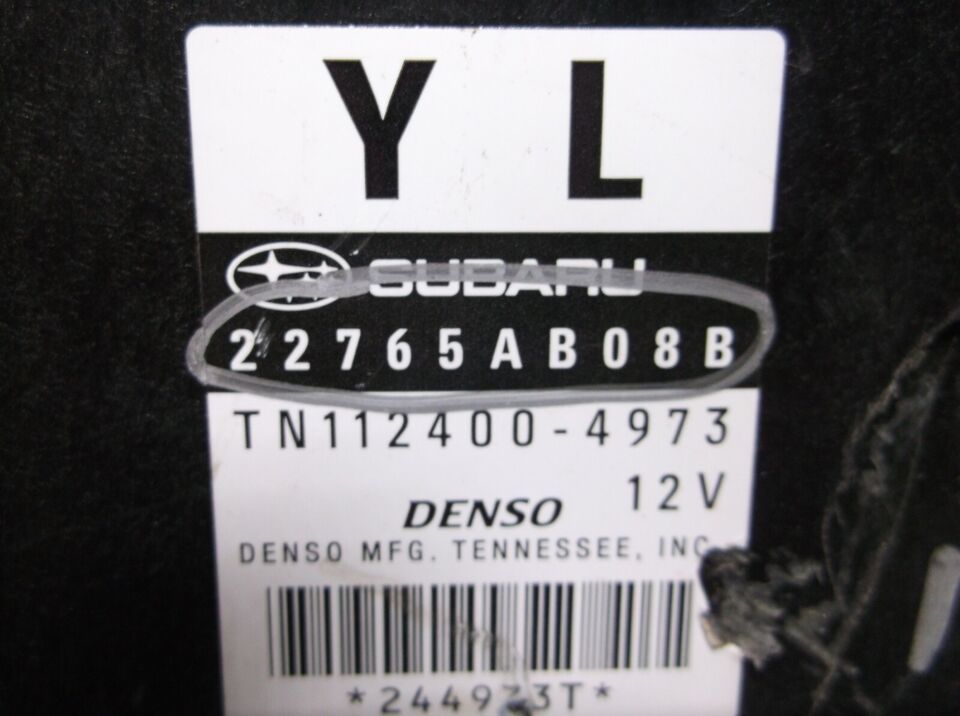 Y L
SUBARU
22765AB08B
TN112400-4973
12V
DENSO
DENSO MFG. TENNESSEE, INC.